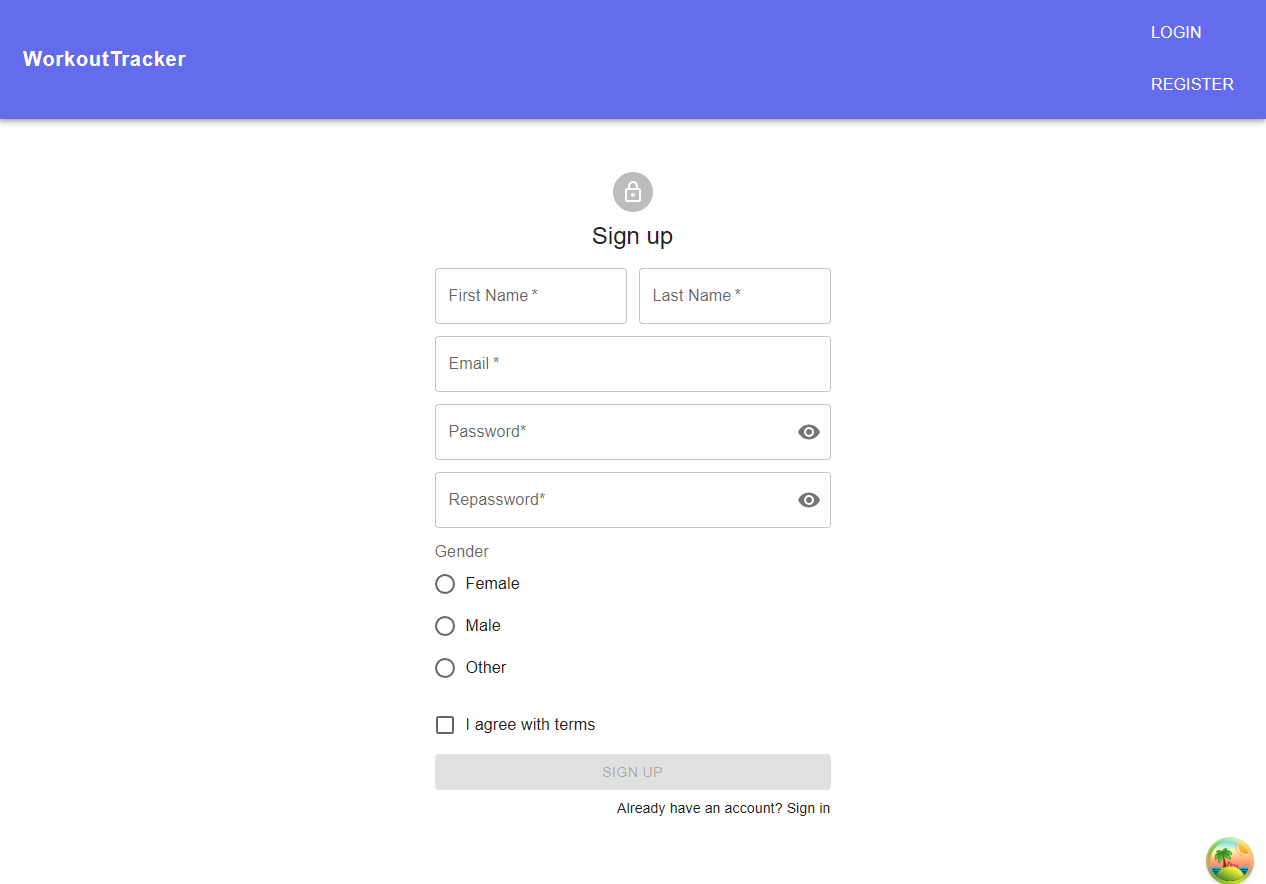 LOGIN
WorkoutTracker
REGISTER
Sign up
First Name *
Last Name *
Email *
Password*
Repassword*
Gender
Female
Male
Other
I agree with terms
SIGN UP
Already have an account? Sign in